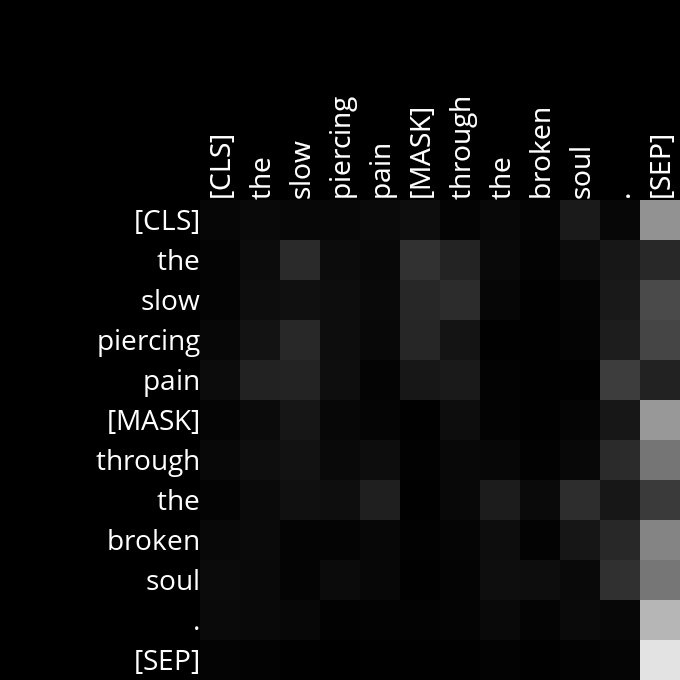 [CLS]
the
slow
piercing
pain
[MASK]
through
the
broken
soul
.
[SEP]
[CLS]
the
slow
piercing
pain
[MASK]
through
the
broken
soul
.
[SEP]